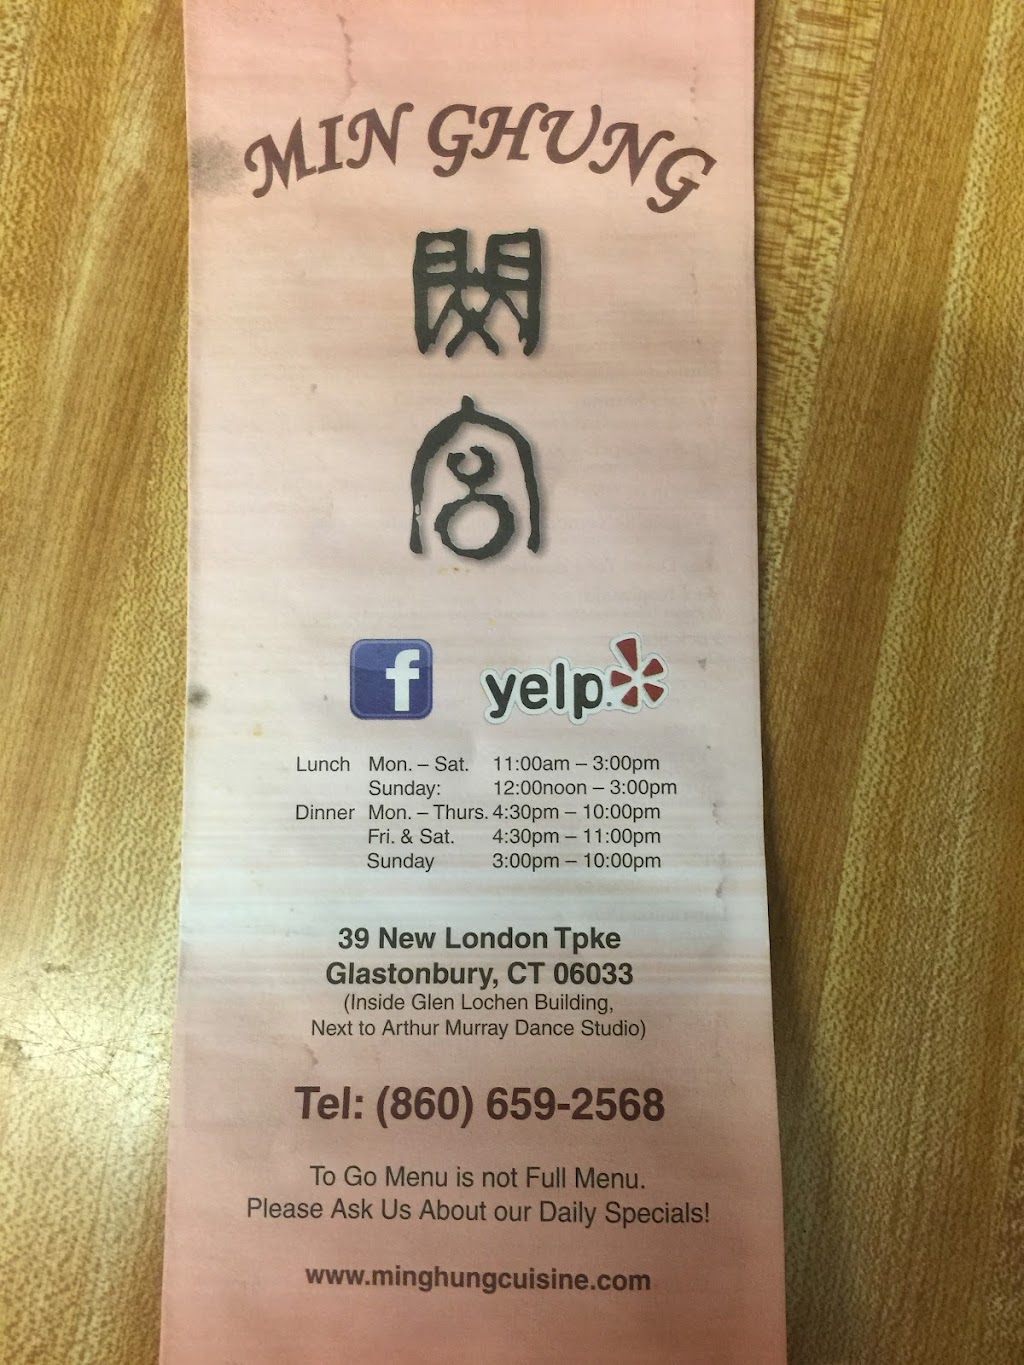 MIN GHUNG
閔
宮
f yelp
Lunch Mon. – Sat. 11:00am – 3:00pm
Sunday: 12:00noon – 3:00pm
Dinner Mon. – Thurs. 4:30pm – 10:00pm
Fri. & Sat. 4:30pm – 11:00pm
Sunday 3:00pm – 10:00pm
39 New London Tpke
Glastonbury, CT 06033
(Inside Glen Lochen Building,
Next to Arthur Murray Dance Studio)
Tel: (860) 659-2568
To Go Menu is not Full Menu.
Please Ask Us About our Daily Specials!
www.minghungcuisine.com